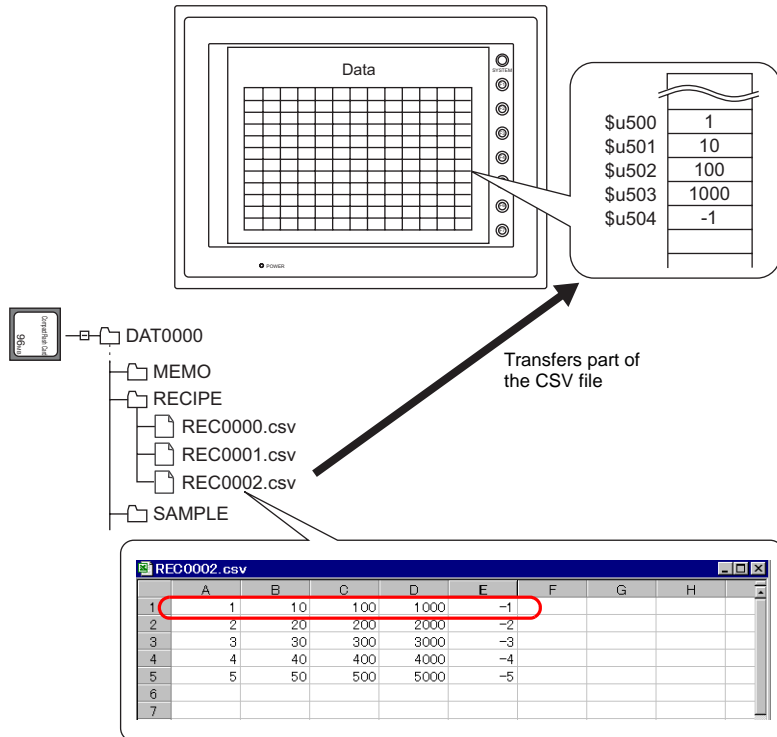 Data
SYSTEM
POWER
$u500 1
$u501 10
$u502 100
$u503 1000
$u504 -1
CompactFlash Card
96MB
DAT0000
MEMO
RECIPE
REC0000.csv
REC0001.csv
REC0002.csv
SAMPLE
Transfers part of
the CSV file
REC0002.csv
A B C D E F G H
1 1 10 100 1000 -1
2 2 20 200 2000 -2
3 3 30 300 3000 -3
4 4 40 400 4000 -4
5 5 50 500 5000 -5
6
7